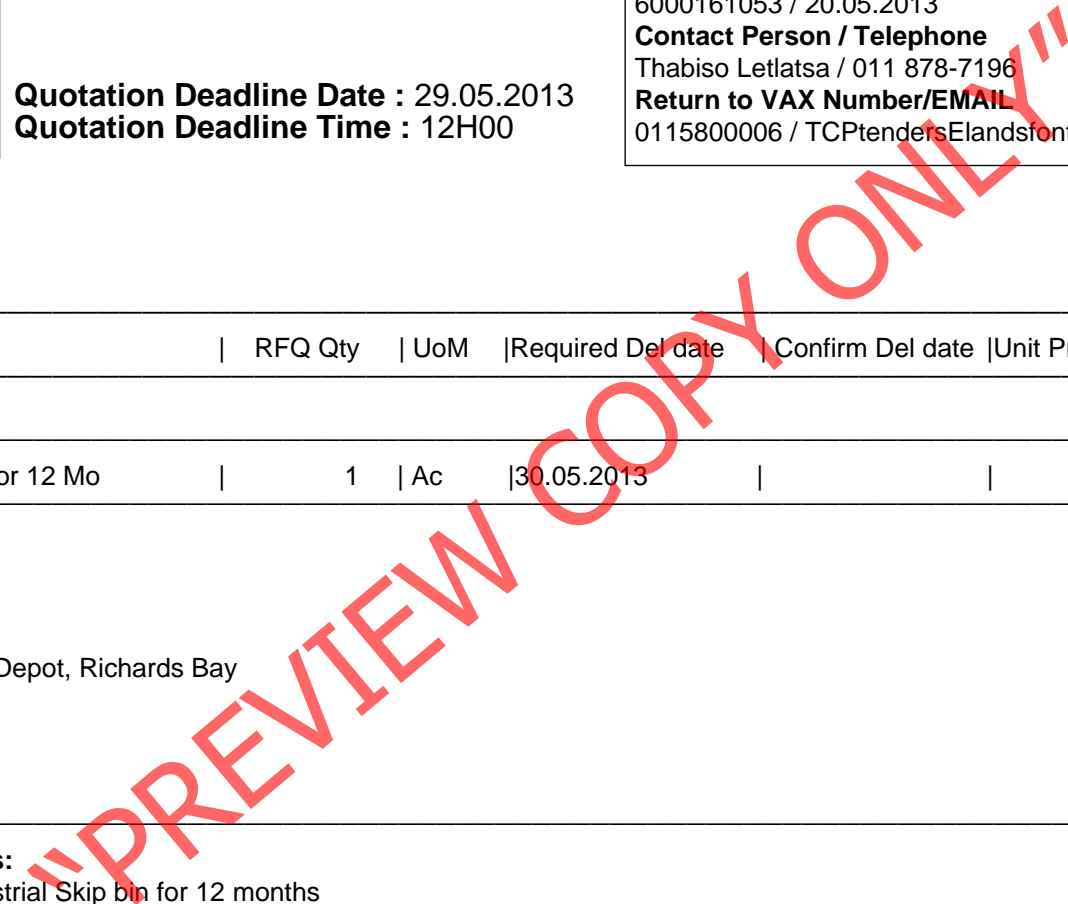 6000161053 / 20.05.2013
Contact Person / Telephone
Thabiso Letlatsa / 011 878-7196
Return to VAX Number/EMAIL
0115800006 / TCPtendersElandsfont
Quotation Deadline Date : 29.05.2013
Quotation Deadline Time : 12H00
| RFQ Qty | UoM |Required Del date | Confirm Del date |Unit Pr
or 12 Mo | 1 | Ac |30.05.2013 | |
Depot, Richards Bay
s:
strial Skip bin for 12 months
"PREVIEW COPY ONLY"